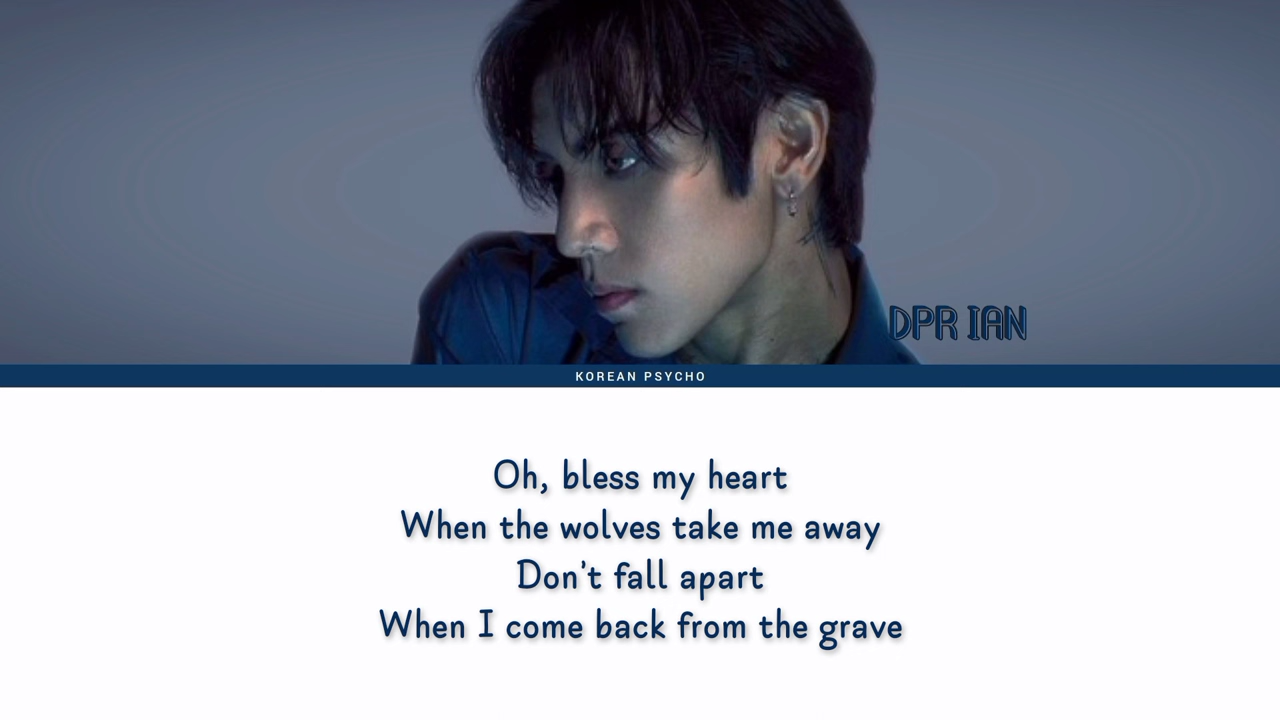 DPR IAN
KOREAN PSYCHO
Oh, bless my heart
When the wolves take me away
Don't fall apart
When I come back from the grave